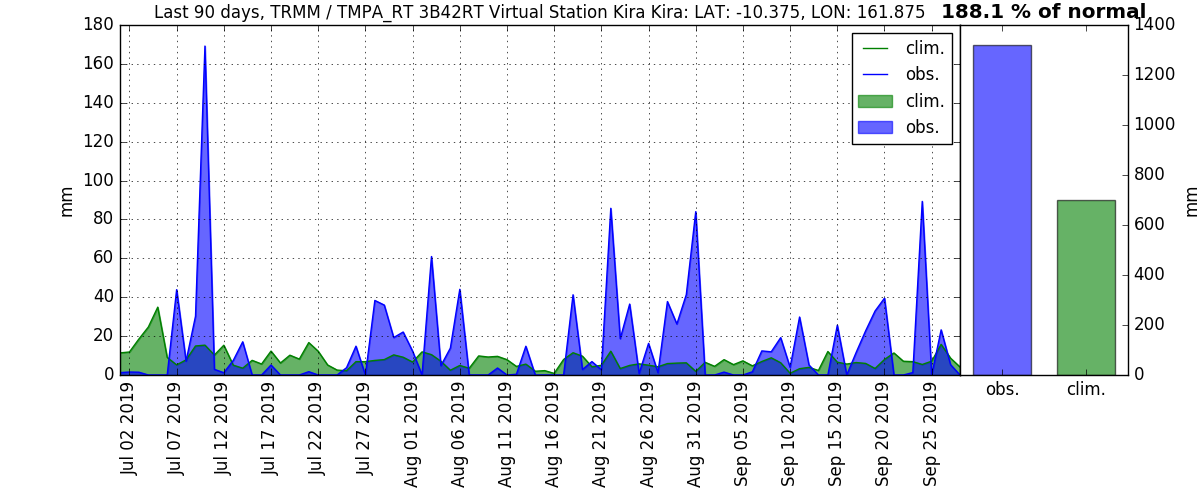 Last 90 days, TRMM / TMPA_RT 3B42RT Virtual Station Kira Kira: LAT: -10.375, LON: 161.875 188.1 % of normal
180
160
140
120
100
80
60
40
20
0
mm
clim.
obs.
clim.
obs.
Jul 02 2019
Jul 07 2019
Jul 12 2019
Jul 17 2019
Jul 22 2019
Jul 27 2019
Aug 01 2019
Aug 06 2019
Aug 11 2019
Aug 16 2019
Aug 21 2019
Aug 26 2019
Aug 31 2019
Sep 05 2019
Sep 10 2019
Sep 15 2019
Sep 20 2019
Sep 25 2019
1400
1200
1000
800
600
400
200
0
mm
obs.
clim.